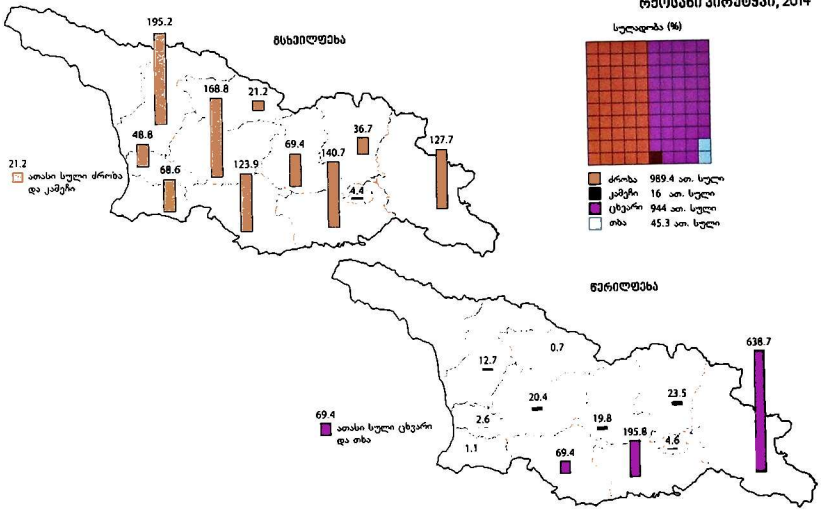 რქოსანი პირუტყვი, 2014
სულადობა (%)
ძროხა 989.4 ათ. სული
კამეჩი 16 ათ. სული
ცხვარი 944 ათ. სული
თხა 45.3 ათ. სული
მსხვილფეხა
195.2
168.8
21.2
48.8
68.6
123.9
69.4
140.7
36.7
4.4
127.7
21.2
ათასი სული ძროხა
და კამეჩი
წვრილფეხა
0.7
12.7
638.7
20.4
23.5
2.6
19.8
195.8
4.6
1.1
69.4
69.4
ათასი სული ცხვარი
და თხა